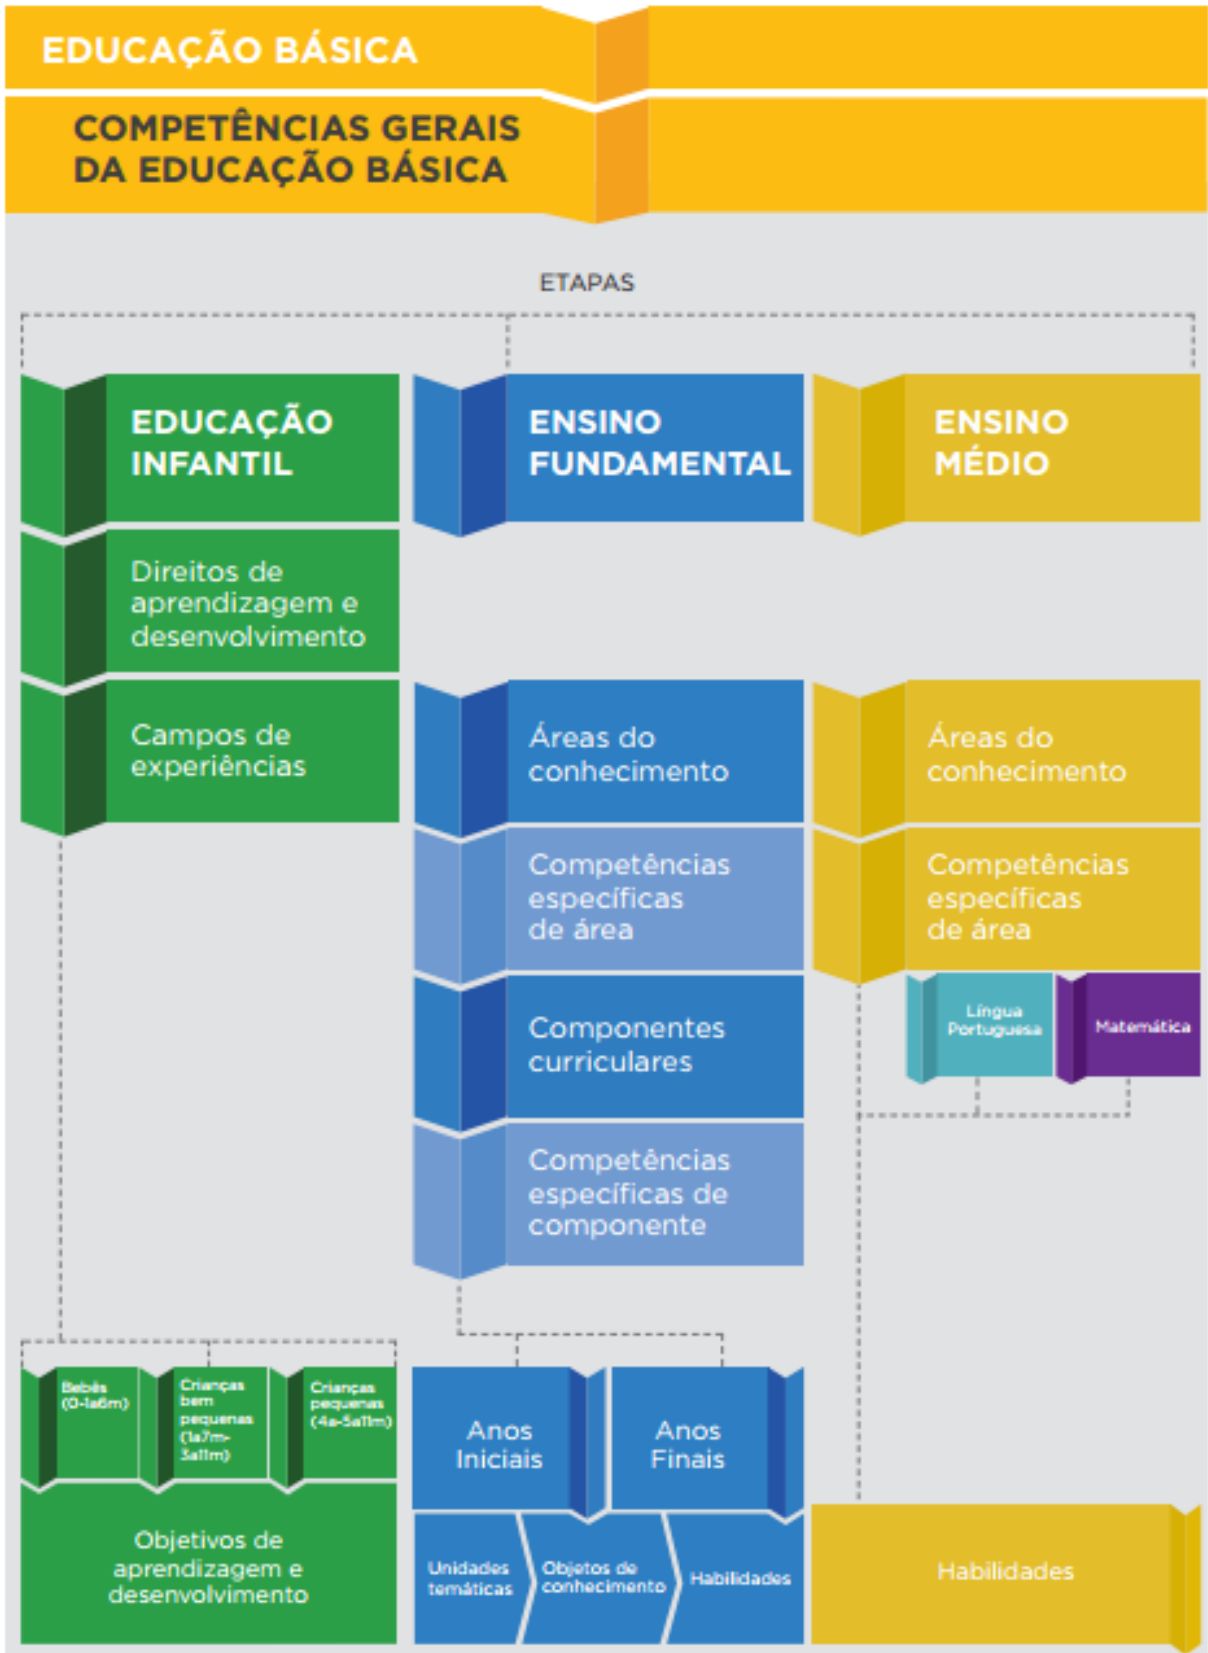 EDUCAÇÃO BÁSICA
COMPETÊNCIAS GERAIS
DA EDUCAÇÃO BÁSICA
ETAPAS
EDUCAÇÃO
INFANTIL
Direitos de
aprendizagem e
desenvolvimento
Campos de
experiências
Bebês
(0-1a6m)
Crianças
bem
pequenas
(1a7m-
3a11m)
Crianças
pequenas
(4a-5a11m)
Objetivos de
aprendizagem e
desenvolvimento
ENSINO
FUNDAMENTAL
Áreas do
conhecimento
Competências
específicas
de área
Componentes
curriculares
Competências
específicas de
componente
Anos
Iniciais
Anos
Finais
Unidades
temáticas
Objetos de
conhecimento
Habilidades
ENSINO
MÉDIO
Áreas do
conhecimento
Competências
específicas
de área
Língua
Portuguesa
Matemática
Habilidades